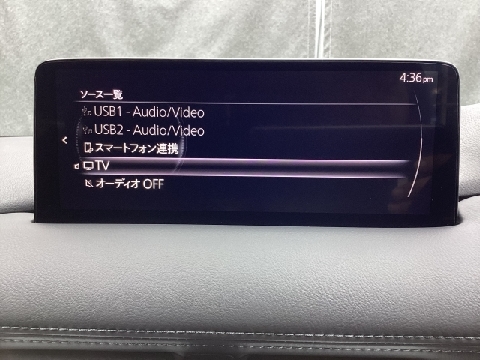 4:36pm
ソース一覧
USB1 - Audio/Video
USB2 - Audio/Video
スマートフォン連携
TV
オーディオ OFF